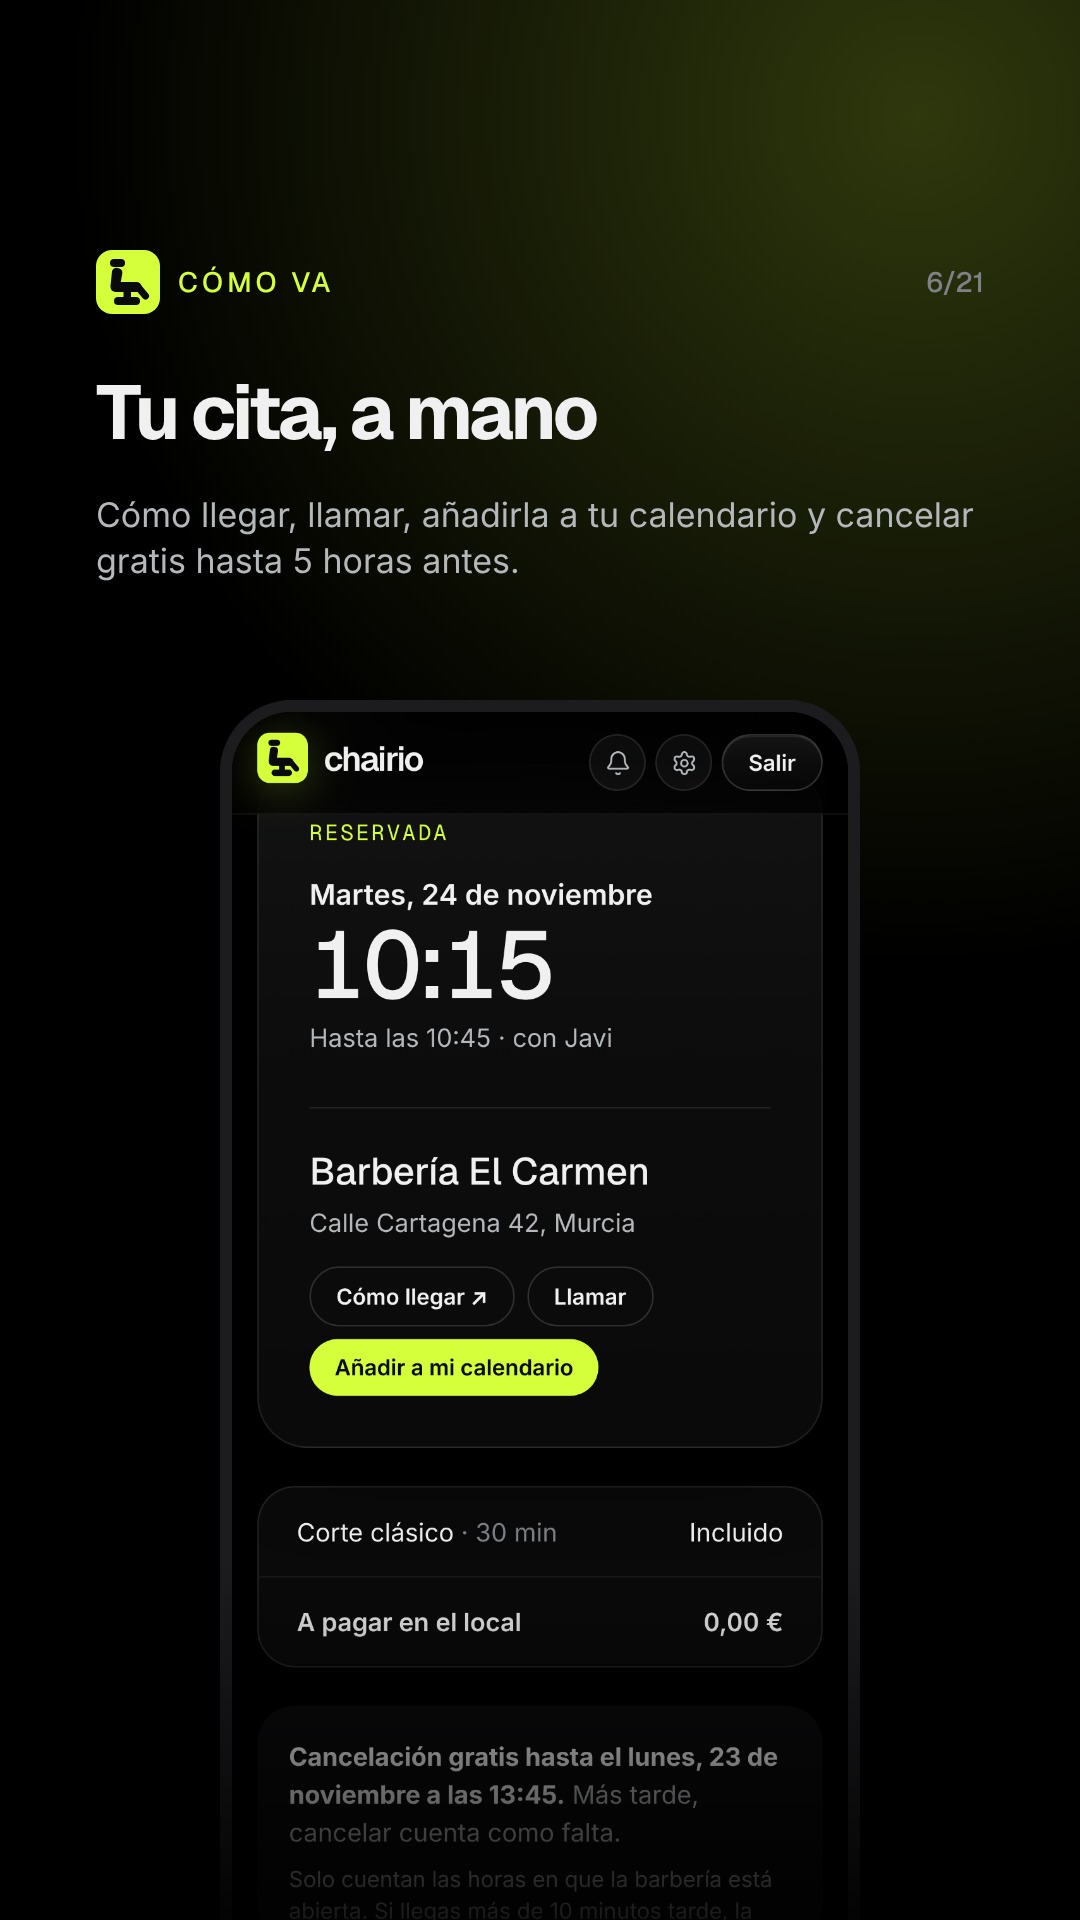 CÓMO VA
6/21
Tu cita, a mano
Cómo llegar, llamar, añadirla a tu calendario y cancelar
gratis hasta 5 horas antes.
chairio
Salir
RESERVADA
Martes, 24 de noviembre
10:15
Hasta las 10:45 · con Javi
Barbería El Carmen
Calle Cartagena 42, Murcia
Cómo llegar ↗
Llamar
Añadir a mi calendario
Corte clásico · 30 min
Incluido
A pagar en el local
0,00 €
Cancelación gratis hasta el lunes, 23 de
noviembre a las 13:45. Más tarde,
cancelar cuenta como falta.
Solo cuentan las horas en que la barbería está
abierta. Si llegas más de 10 minutos tarde, la